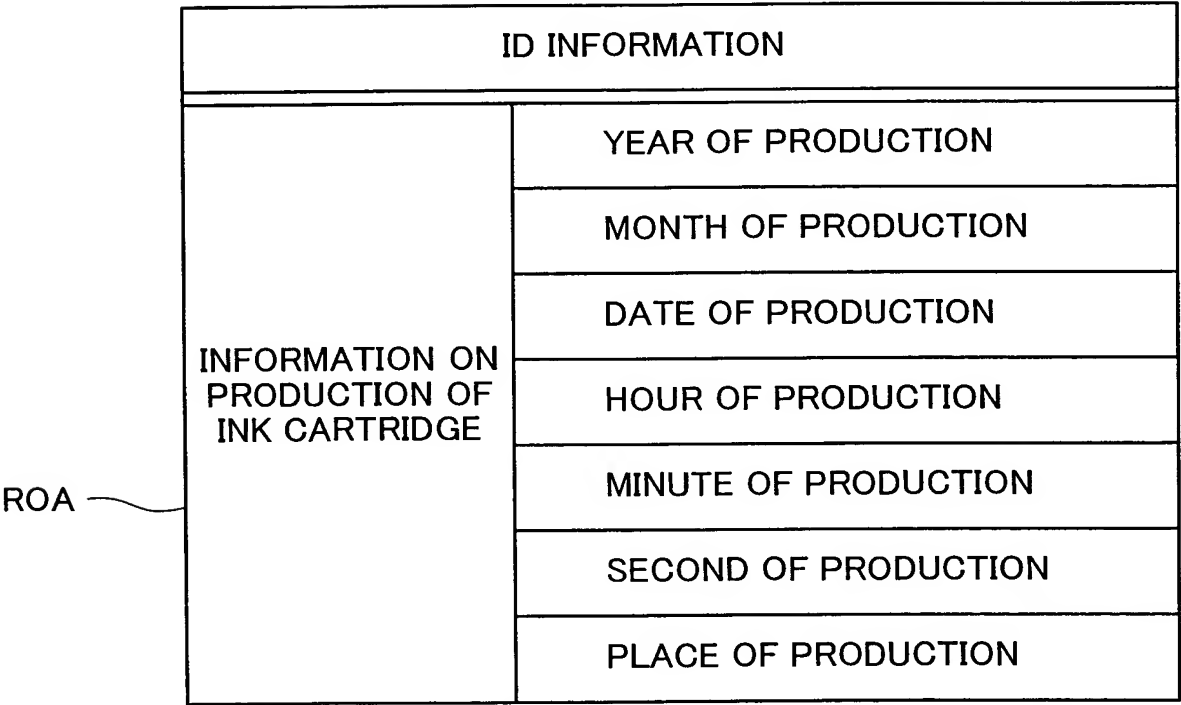 ID INFORMATION
YEAR OF PRODUCTION
MONTH OF PRODUCTION
DATE OF PRODUCTION
INFORMATION ON
PRODUCTION OF
INK CARTRIDGE
HOUR OF PRODUCTION
MINUTE OF PRODUCTION
ROA
SECOND OF PRODUCTION
PLACE OF PRODUCTION